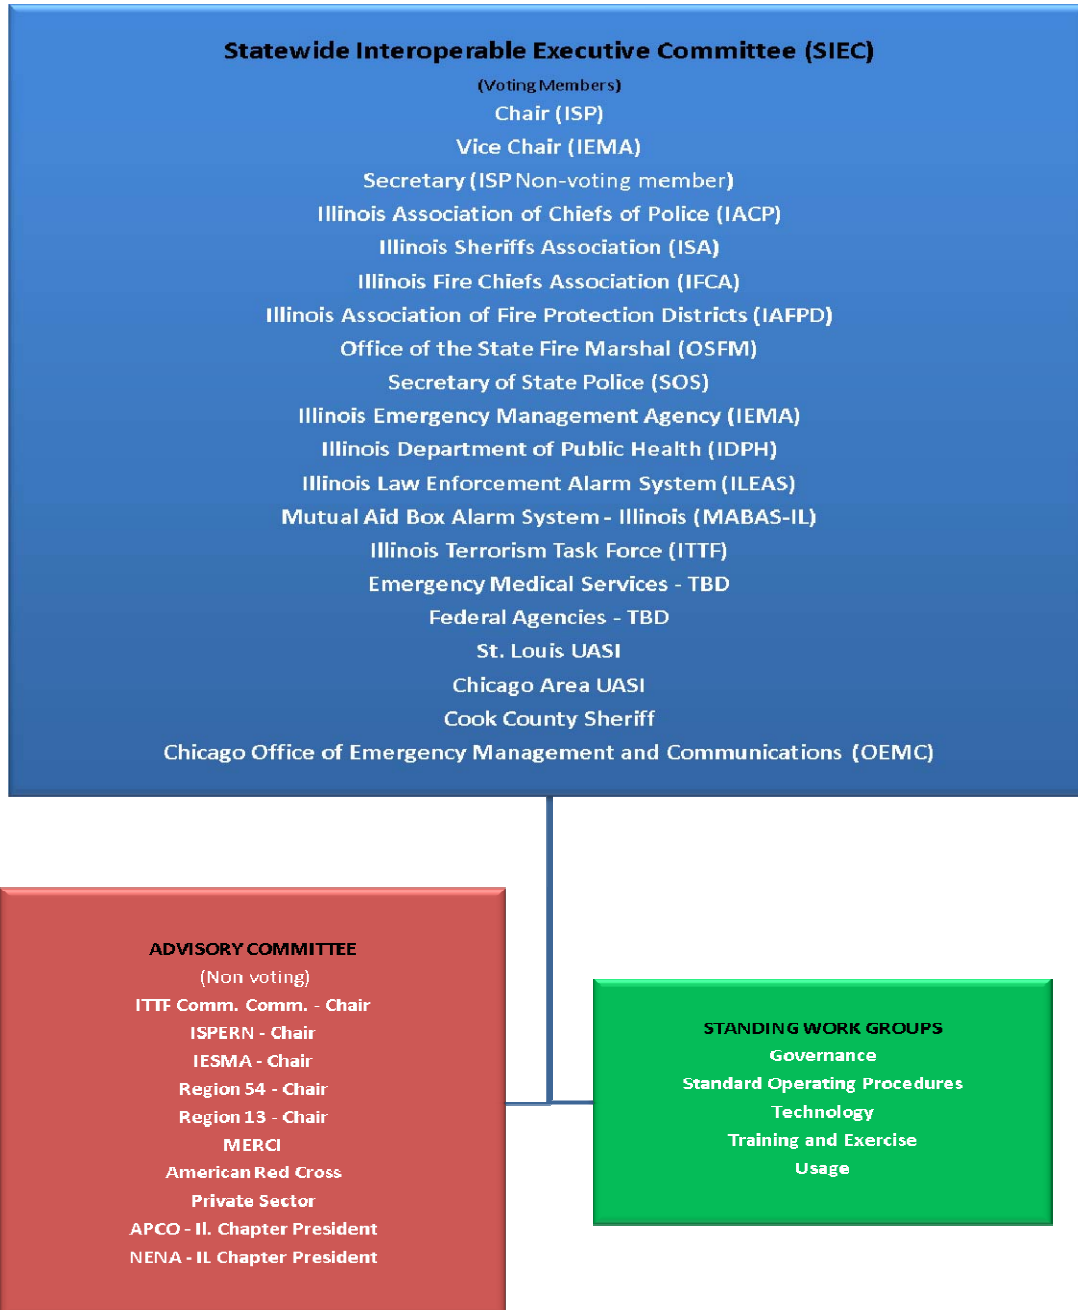 Statewide Interoperable Executive Committee (SIEC)
(Voting Members)
Chair (ISP)
Vice Chair (IEMA)
Secretary (ISP Non-voting member)
Illinois Association of Chiefs of Police (IACP)
Illinois Sheriffs Association (ISA)
Illinois Fire Chiefs Association (IFCA)
Illinois Association of Fire Protection Districts (IAFPD)
Office of the State Fire Marshal (OSFM)
Secretary of State Police (SOS)
Illinois Emergency Management Agency (IEMA)
Illinois Department of Public Health (IDPH)
Illinois Law Enforcement Alarm System (ILEAS)
Mutual Aid Box Alarm System - Illinois (MABAS-IL)
Illinois Terrorism Task Force (ITTF)
Emergency Medical Services - TBD
Federal Agencies - TBD
St. Louis UASI
Chicago Area UASI
Cook County Sheriff
Chicago Office of Emergency Management and Communications (OEMC)
ADVISORY COMMITTEE
(Non voting)
ITTF Comm. Comm. - Chair
ISPERN - Chair
IESMA - Chair
Region 54 - Chair
Region 13 - Chair
MERCI
American Red Cross
Private Sector
APCO - Il. Chapter President
NENA - IL Chapter President
STANDING WORK GROUPS
Governance
Standard Operating Procedures
Technology
Training and Exercise
Usage